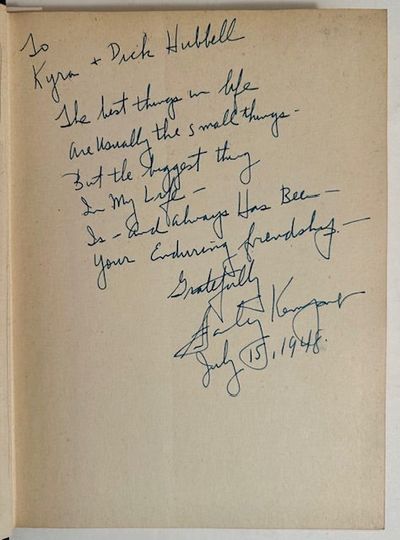 To
Kyra + Dick Hubbell
The best things in life
are usually the small things -
But the biggest thing
In My Life -
Is - and always Has Been -
Your Enduring friendship. -
Gratefully
July 15, 1948.